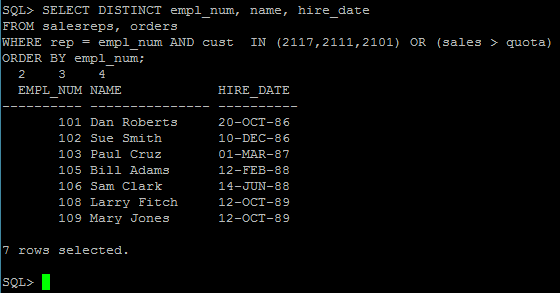 SQL> SELECT DISTINCT empl_num, name, hire_date
FROM salesreps, orders
WHERE rep = empl_num AND cust  IN (2117,2111,2101) OR (sales > quota)
ORDER BY empl_num;
  2    3    4
  EMPL_NUM NAME            HIRE_DATE
---------- --------------- ----------
       101 Dan Roberts     20-OCT-86
       102 Sue Smith       10-DEC-86
       103 Paul Cruz       01-MAR-87
       105 Bill Adams      12-FEB-88
       106 Sam Clark       14-JUN-88
       108 Larry Fitch     12-OCT-89
       109 Mary Jones      12-OCT-89
7 rows selected.
SQL>